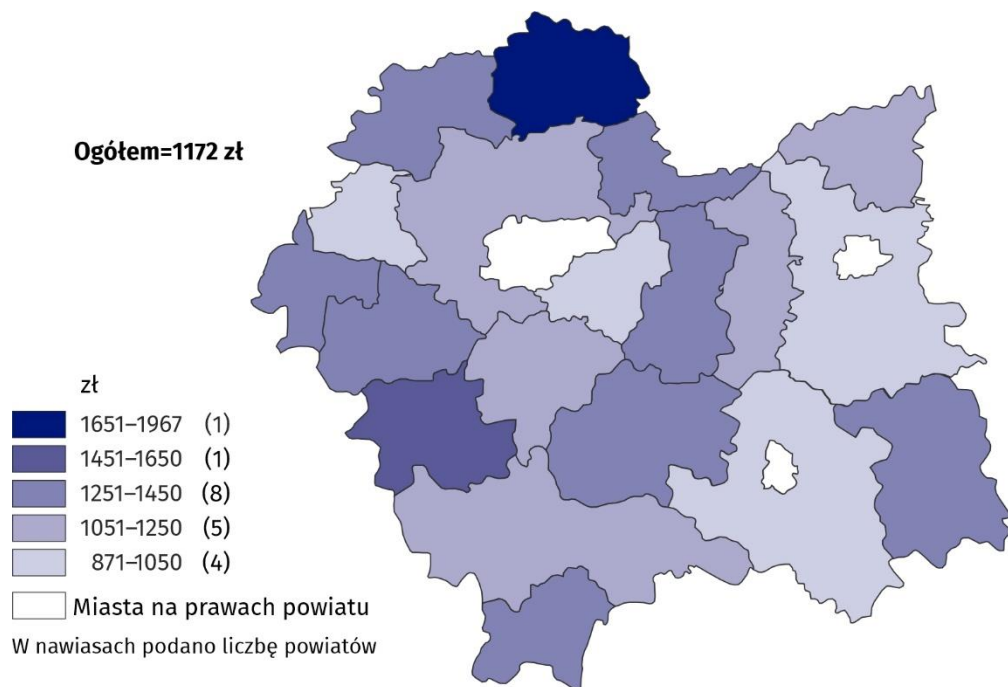 Ogółem=1172 zł
zł
1651–1967 (1)
1451–1650 (1)
1251–1450 (8)
1051–1250 (5)
871–1050 (4)
Miasta na prawach powiatu
W nawiasach podano liczbę powiatów